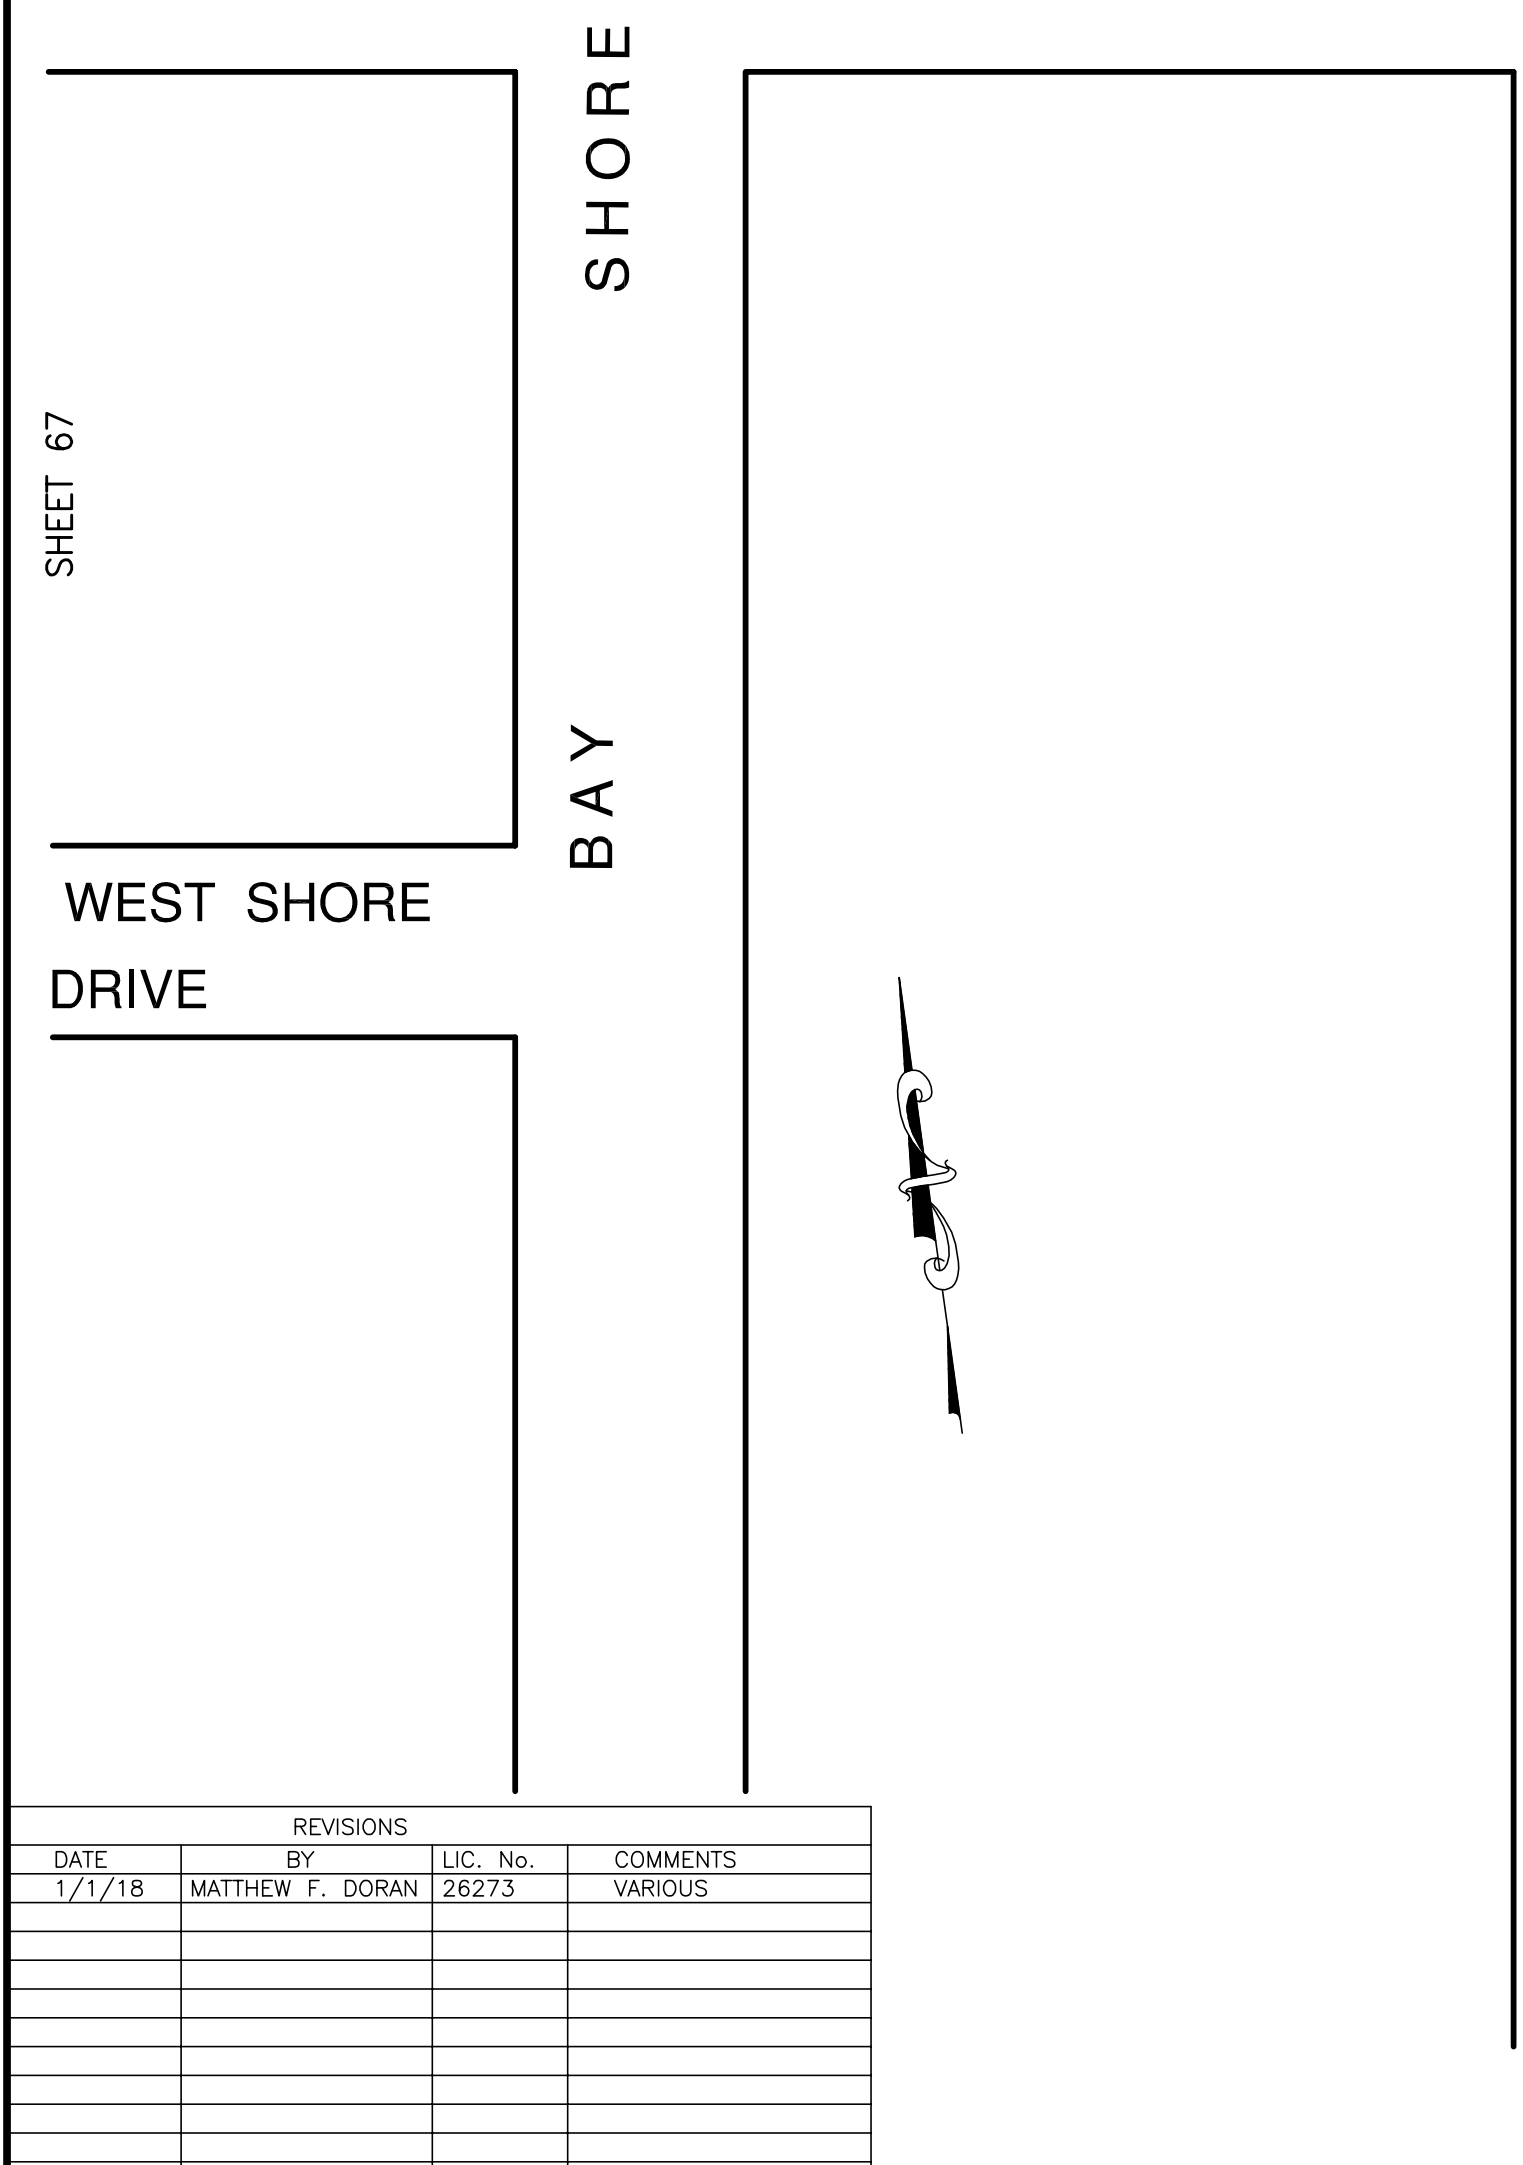 BAY SHORE
SHEET 67
WEST SHORE
DRIVE
REVISIONS
DATE BY LIC. No. COMMENTS
1/1/18 MATTHEW F. DORAN 26273 VARIOUS